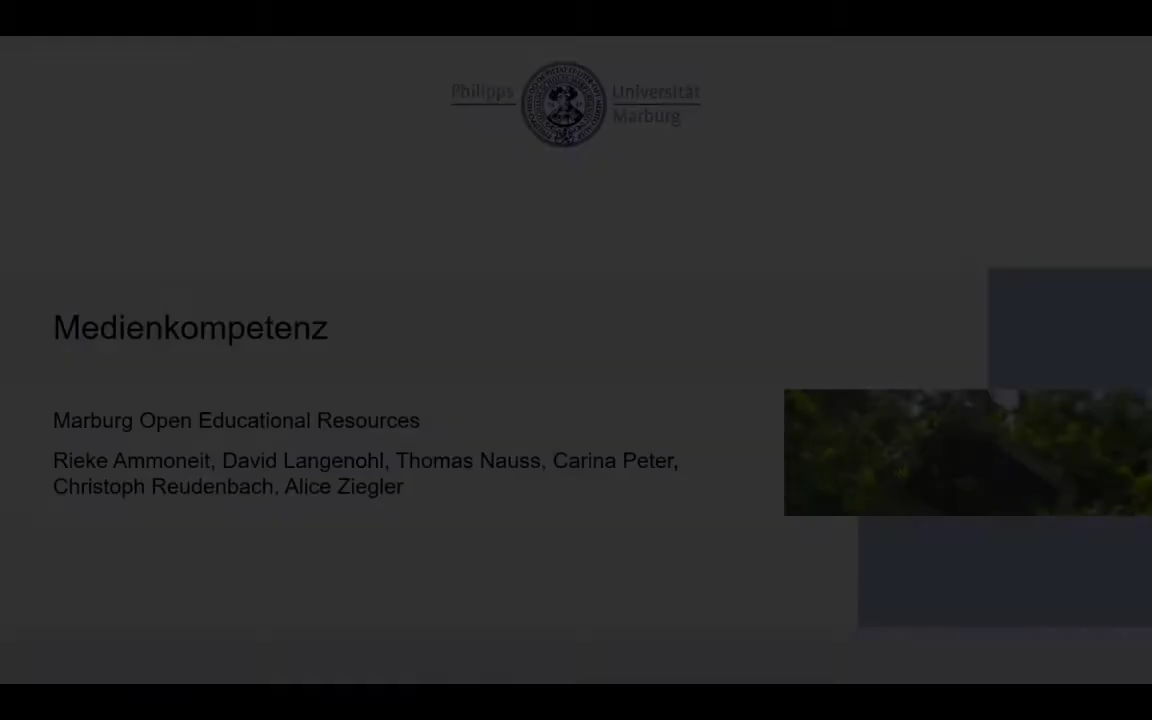 Philipps
Universität
Marburg
Medienkompetenz
Marburg Open Educational Resources
Rieke Ammoneit, David Langenohl, Thomas Nauss, Carina Peter,
Christoph Reudenbach, Alice Ziegler